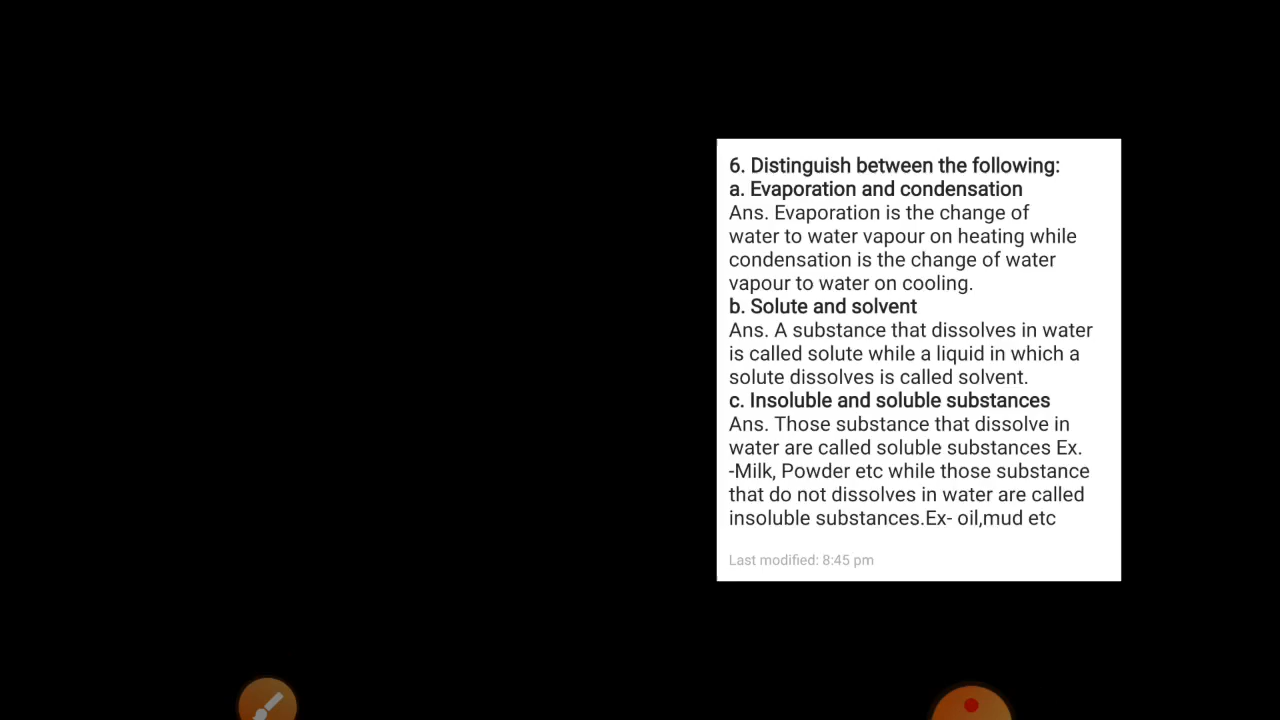 6. Distinguish between the following:
a. Evaporation and condensation
Ans. Evaporation is the change of
water to water vapour on heating while
condensation is the change of water
vapour to water on cooling.
b. Solute and solvent
Ans. A substance that dissolves in water
is called solute while a liquid in which a
solute dissolves is called solvent.
c. Insoluble and soluble substances
Ans. Those substance that dissolve in
water are called soluble substances Ex.
-Milk, Powder etc while those substance
that do not dissolves in water are called
insoluble substances.Ex- oil,mud etc
Last modified: 8:45 pm